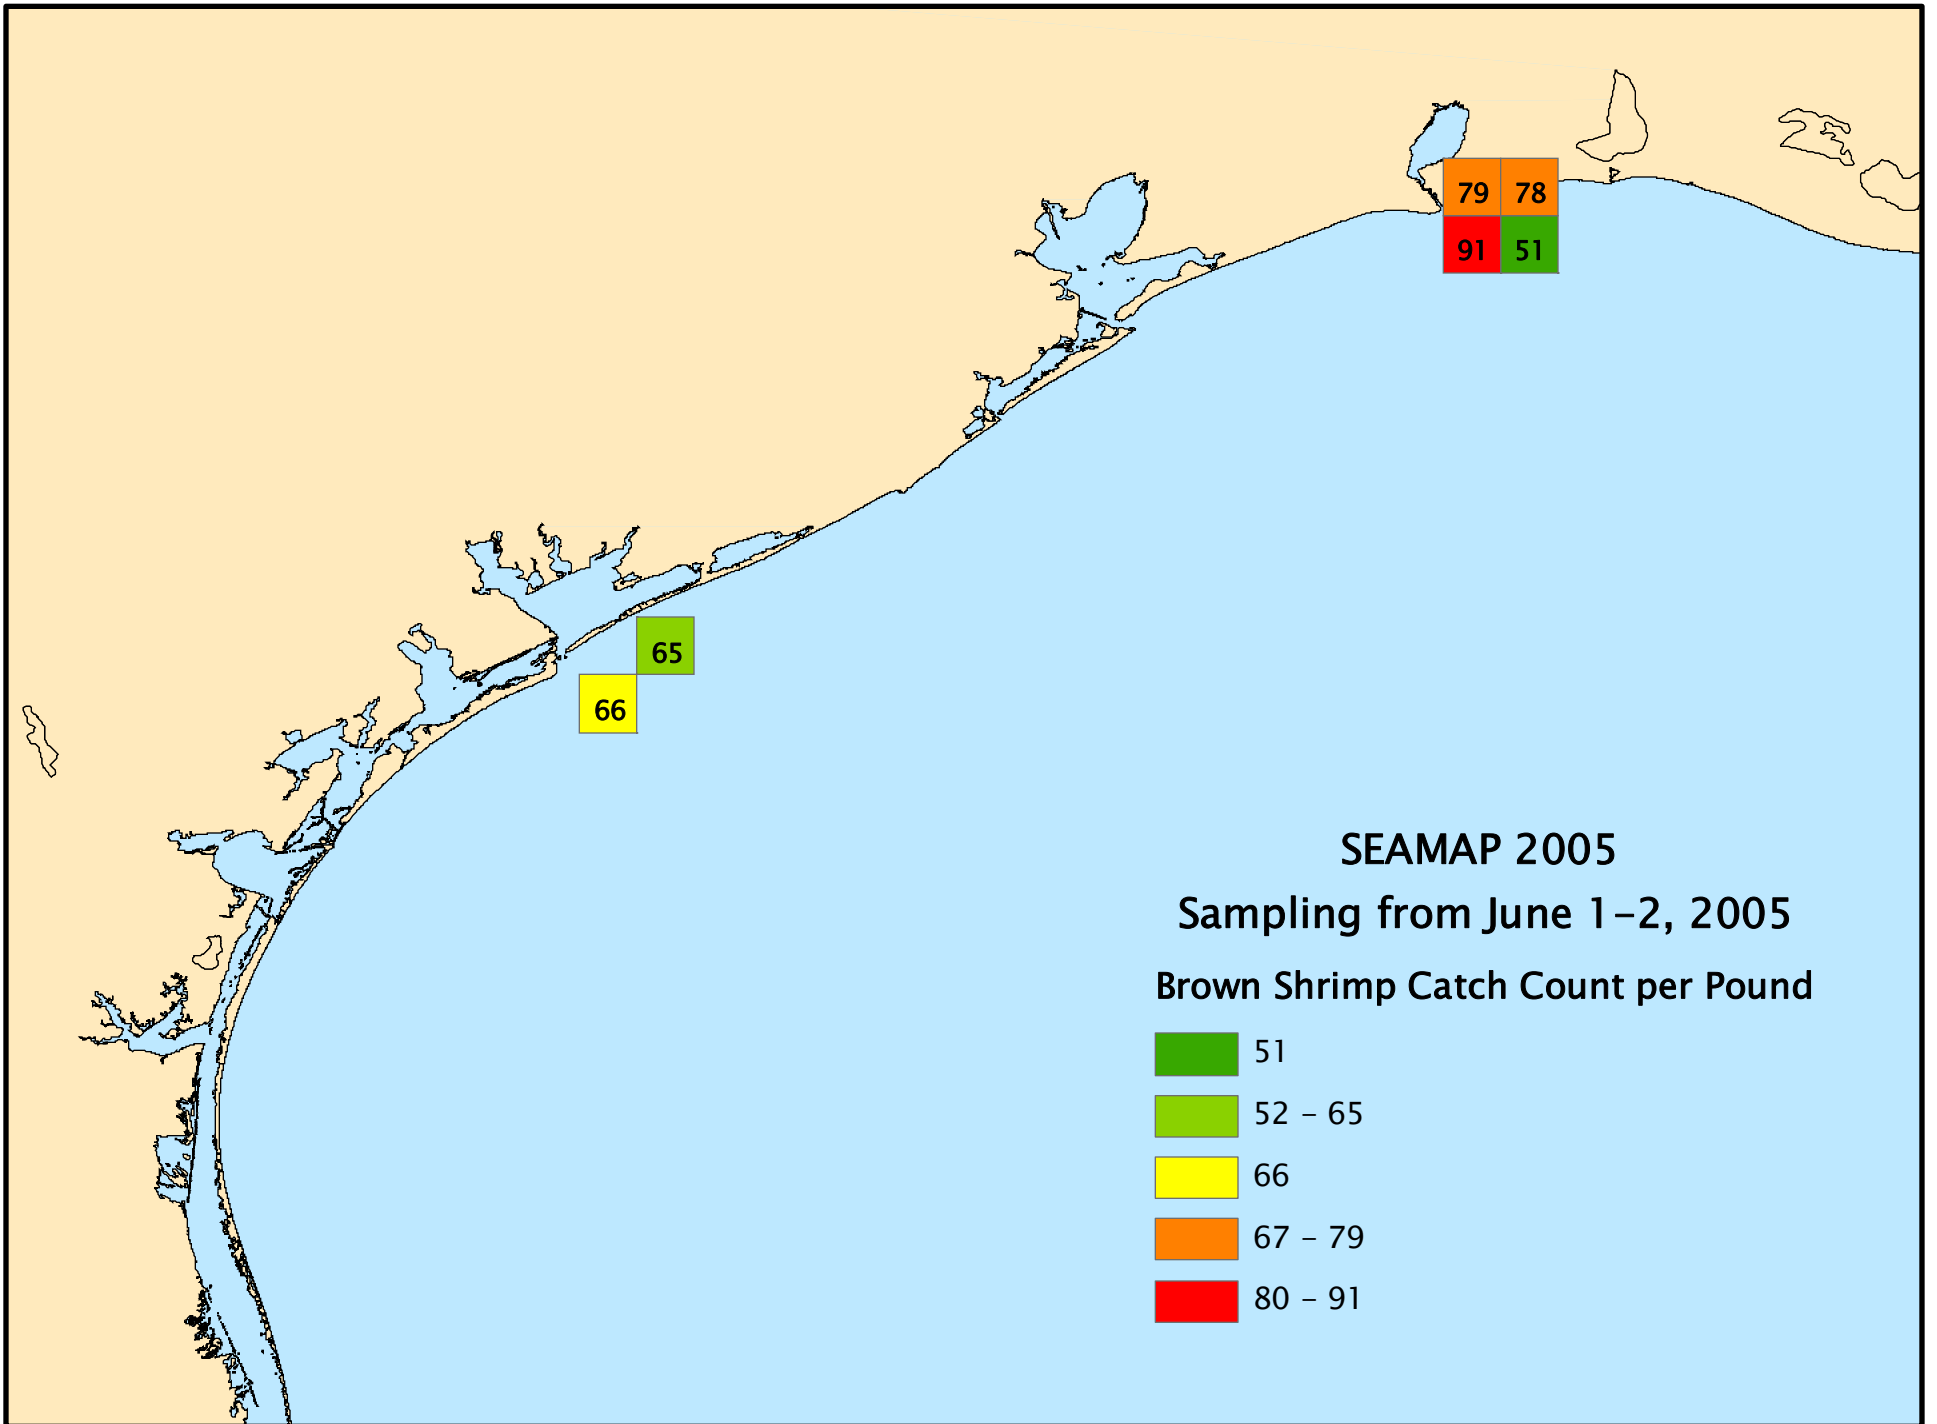 79 78
91 51
65
66
SEAMAP 2005
Sampling from June 1-2, 2005
Brown Shrimp Catch Count per Pound
51
52 - 65
66
67 - 79
80 - 91